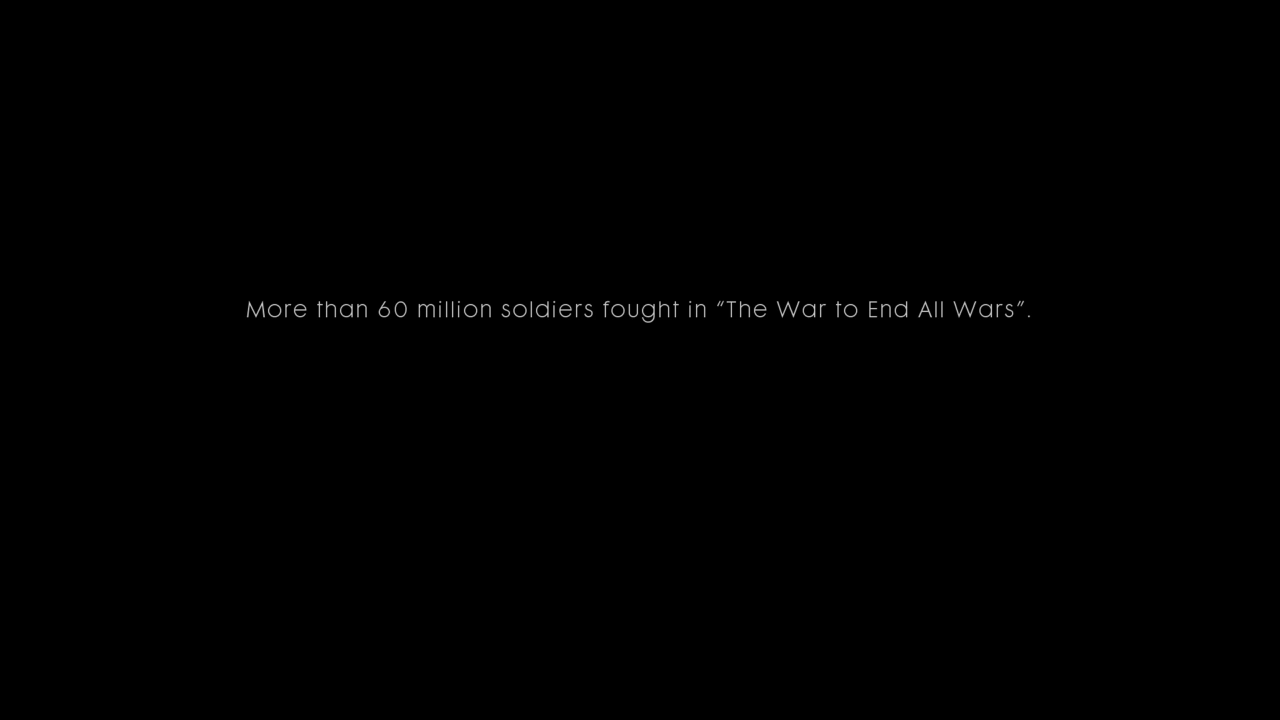 More than 60 million soldiers fought in “The War to End All Wars”.